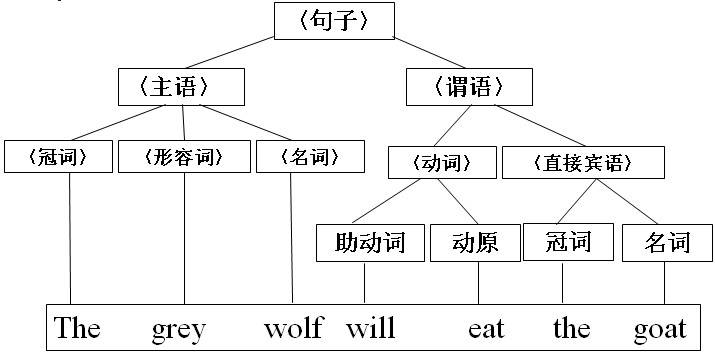 〈句子〉
〈主语〉 〈谓语〉
〈冠词〉 〈形容词〉 〈名词〉 〈动词〉 〈直接宾语〉
助动词 动原 冠词 名词
The grey wolf will eat the goat